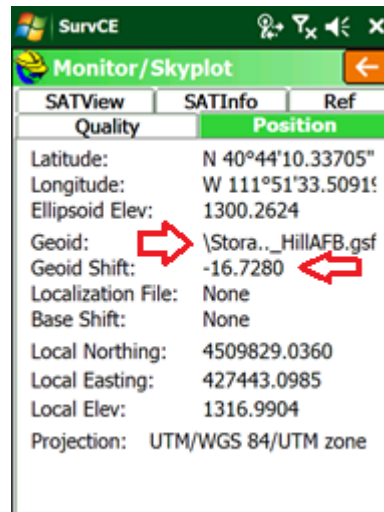 SurvCE
Monitor/Skyplot
SATView SATInfo Ref
Quality Position
Latitude: N 40°44'10.33705"
Longitude: W 111°51'33.5091
Ellipsoid Elev: 1300.2624
Geoid: \Stora.._HillAFB.gsf
Geoid Shift: -16.7280
Localization File: None
Base Shift: None
Local Northing: 4509829.0360
Local Easting: 427443.0985
Local Elev: 1316.9904
Projection: UTM/WGS 84/UTM zone